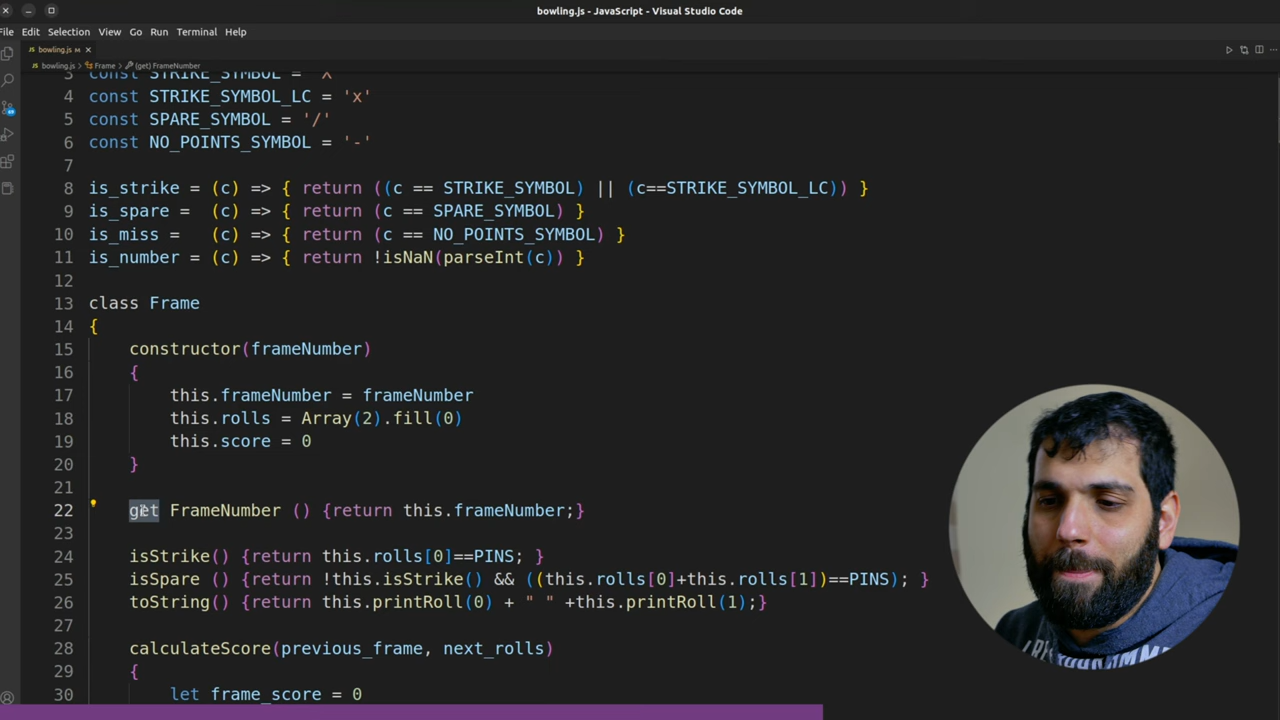 bowling.js - JavaScript - Visual Studio Code
File Edit Selection View Go Run Terminal Help
bowling.js M
bowling.js > Frame > (get) FrameNumber
3 const STRIKE_SYMBOL = 'X'
4 const STRIKE_SYMBOL_LC = 'x'
5 const SPARE_SYMBOL = '/'
6 const NO_POINTS_SYMBOL = '-'
7
8 is_strike = (c) => { return ((c == STRIKE_SYMBOL) || (c==STRIKE_SYMBOL_LC)) }
9 is_spare =  (c) => { return (c == SPARE_SYMBOL) }
10 is_miss =   (c) => { return (c == NO_POINTS_SYMBOL) }
11 is_number = (c) => { return !isNaN(parseInt(c)) }
12
13 class Frame
14 {
15 constructor(frameNumber)
16 {
17 this.frameNumber = frameNumber
18 this.rolls = Array(2).fill(0)
19 this.score = 0
20 }
21
22 get FrameNumber () {return this.frameNumber;}
23
24 isStrike() {return this.rolls[0]==PINS; }
25 isSpare () {return !this.isStrike() && ((this.rolls[0]+this.rolls[1])==PINS); }
26 toString() {return this.printRoll(0) + " " +this.printRoll(1);}
27
28 calculateScore(previous_frame, next_rolls)
29 {
30 let frame_score = 0